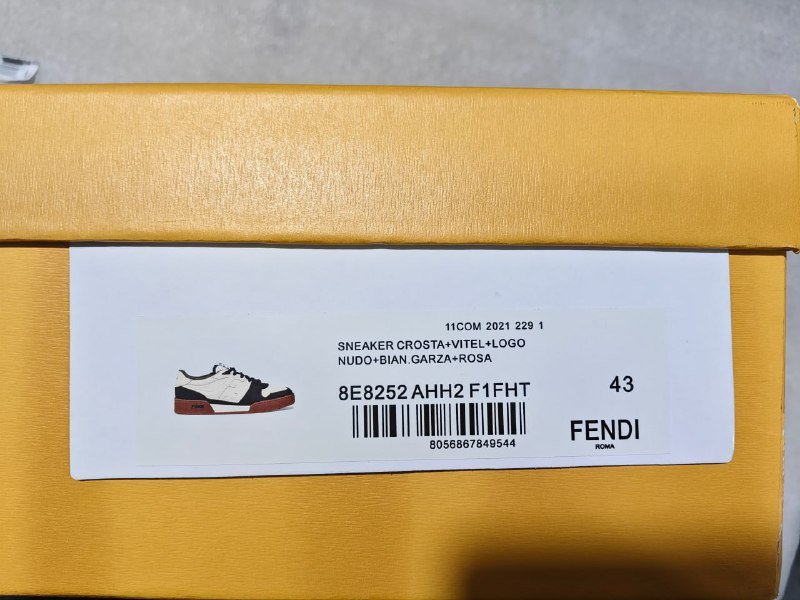 11COM 2021 229 1
SNEAKER CROSTA+VITEL+LOGO
NUDO+BIAN.GARZA+ROSA
8E8252 AHH2 F1FHT
43
8056867849544
FENDI
ROMA